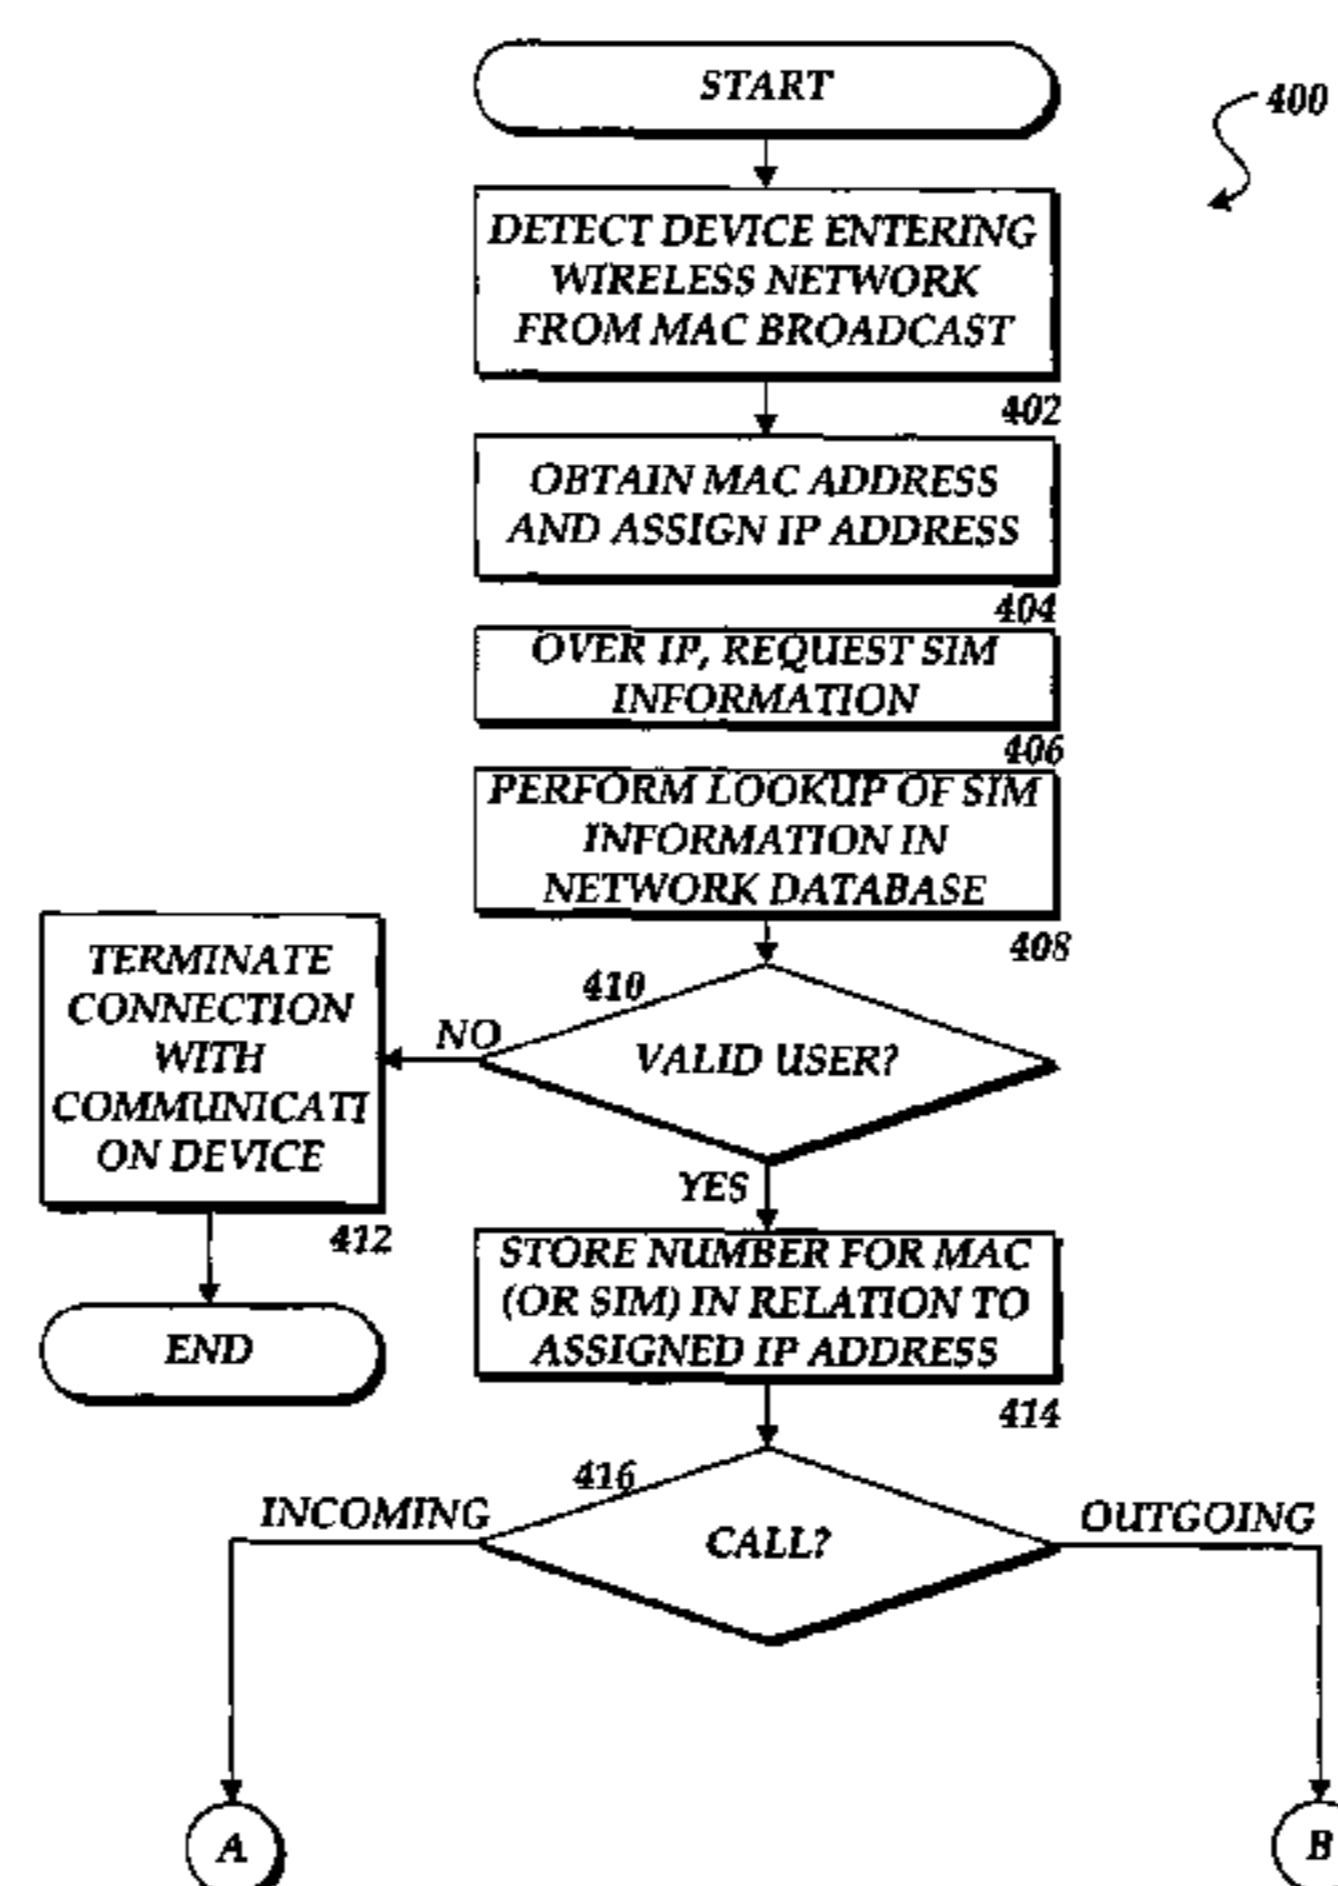 START
400
DETECT DEVICE ENTERING
WIRELESS NETWORK
FROM MAC BROADCAST
402
OBTAIN MAC ADDRESS
AND ASSIGN IP ADDRESS
404
OVER IP, REQUEST SIM
INFORMATION
406
PERFORM LOOKUP OF SIM
INFORMATION IN
NETWORK DATABASE
408
410
VALID USER?
NO
TERMINATE
CONNECTION
WITH
COMMUNICATI
ON DEVICE
412
END
YES
STORE NUMBER FOR MAC
(OR SIM) IN RELATION TO
ASSIGNED IP ADDRESS
414
416
CALL?
INCOMING
OUTGOING
A
B